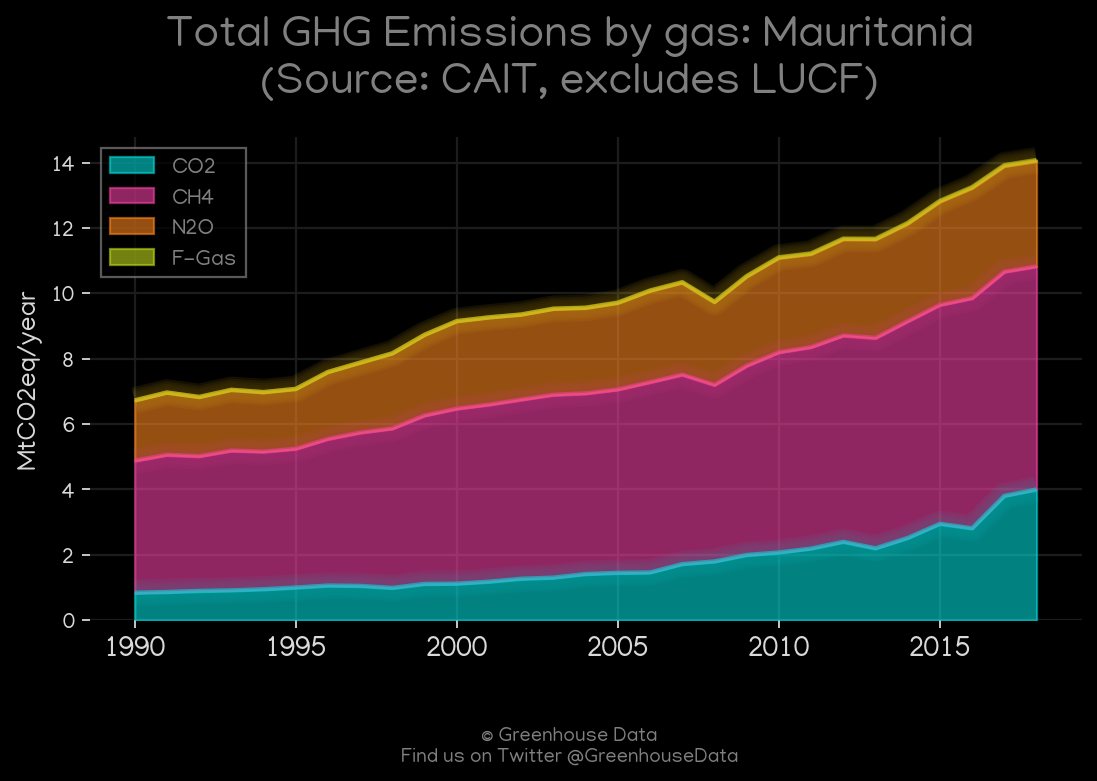 Total GHG Emissions by gas: Mauritania
(Source: CAIT, excludes LUCF)
CO2
CH4
N2O
F-Gas
MtCO2eq/year
14
12
10
8
6
4
2
0
1990 1995 2000 2005 2010 2015
© Greenhouse Data
Find us on Twitter @GreenhouseData